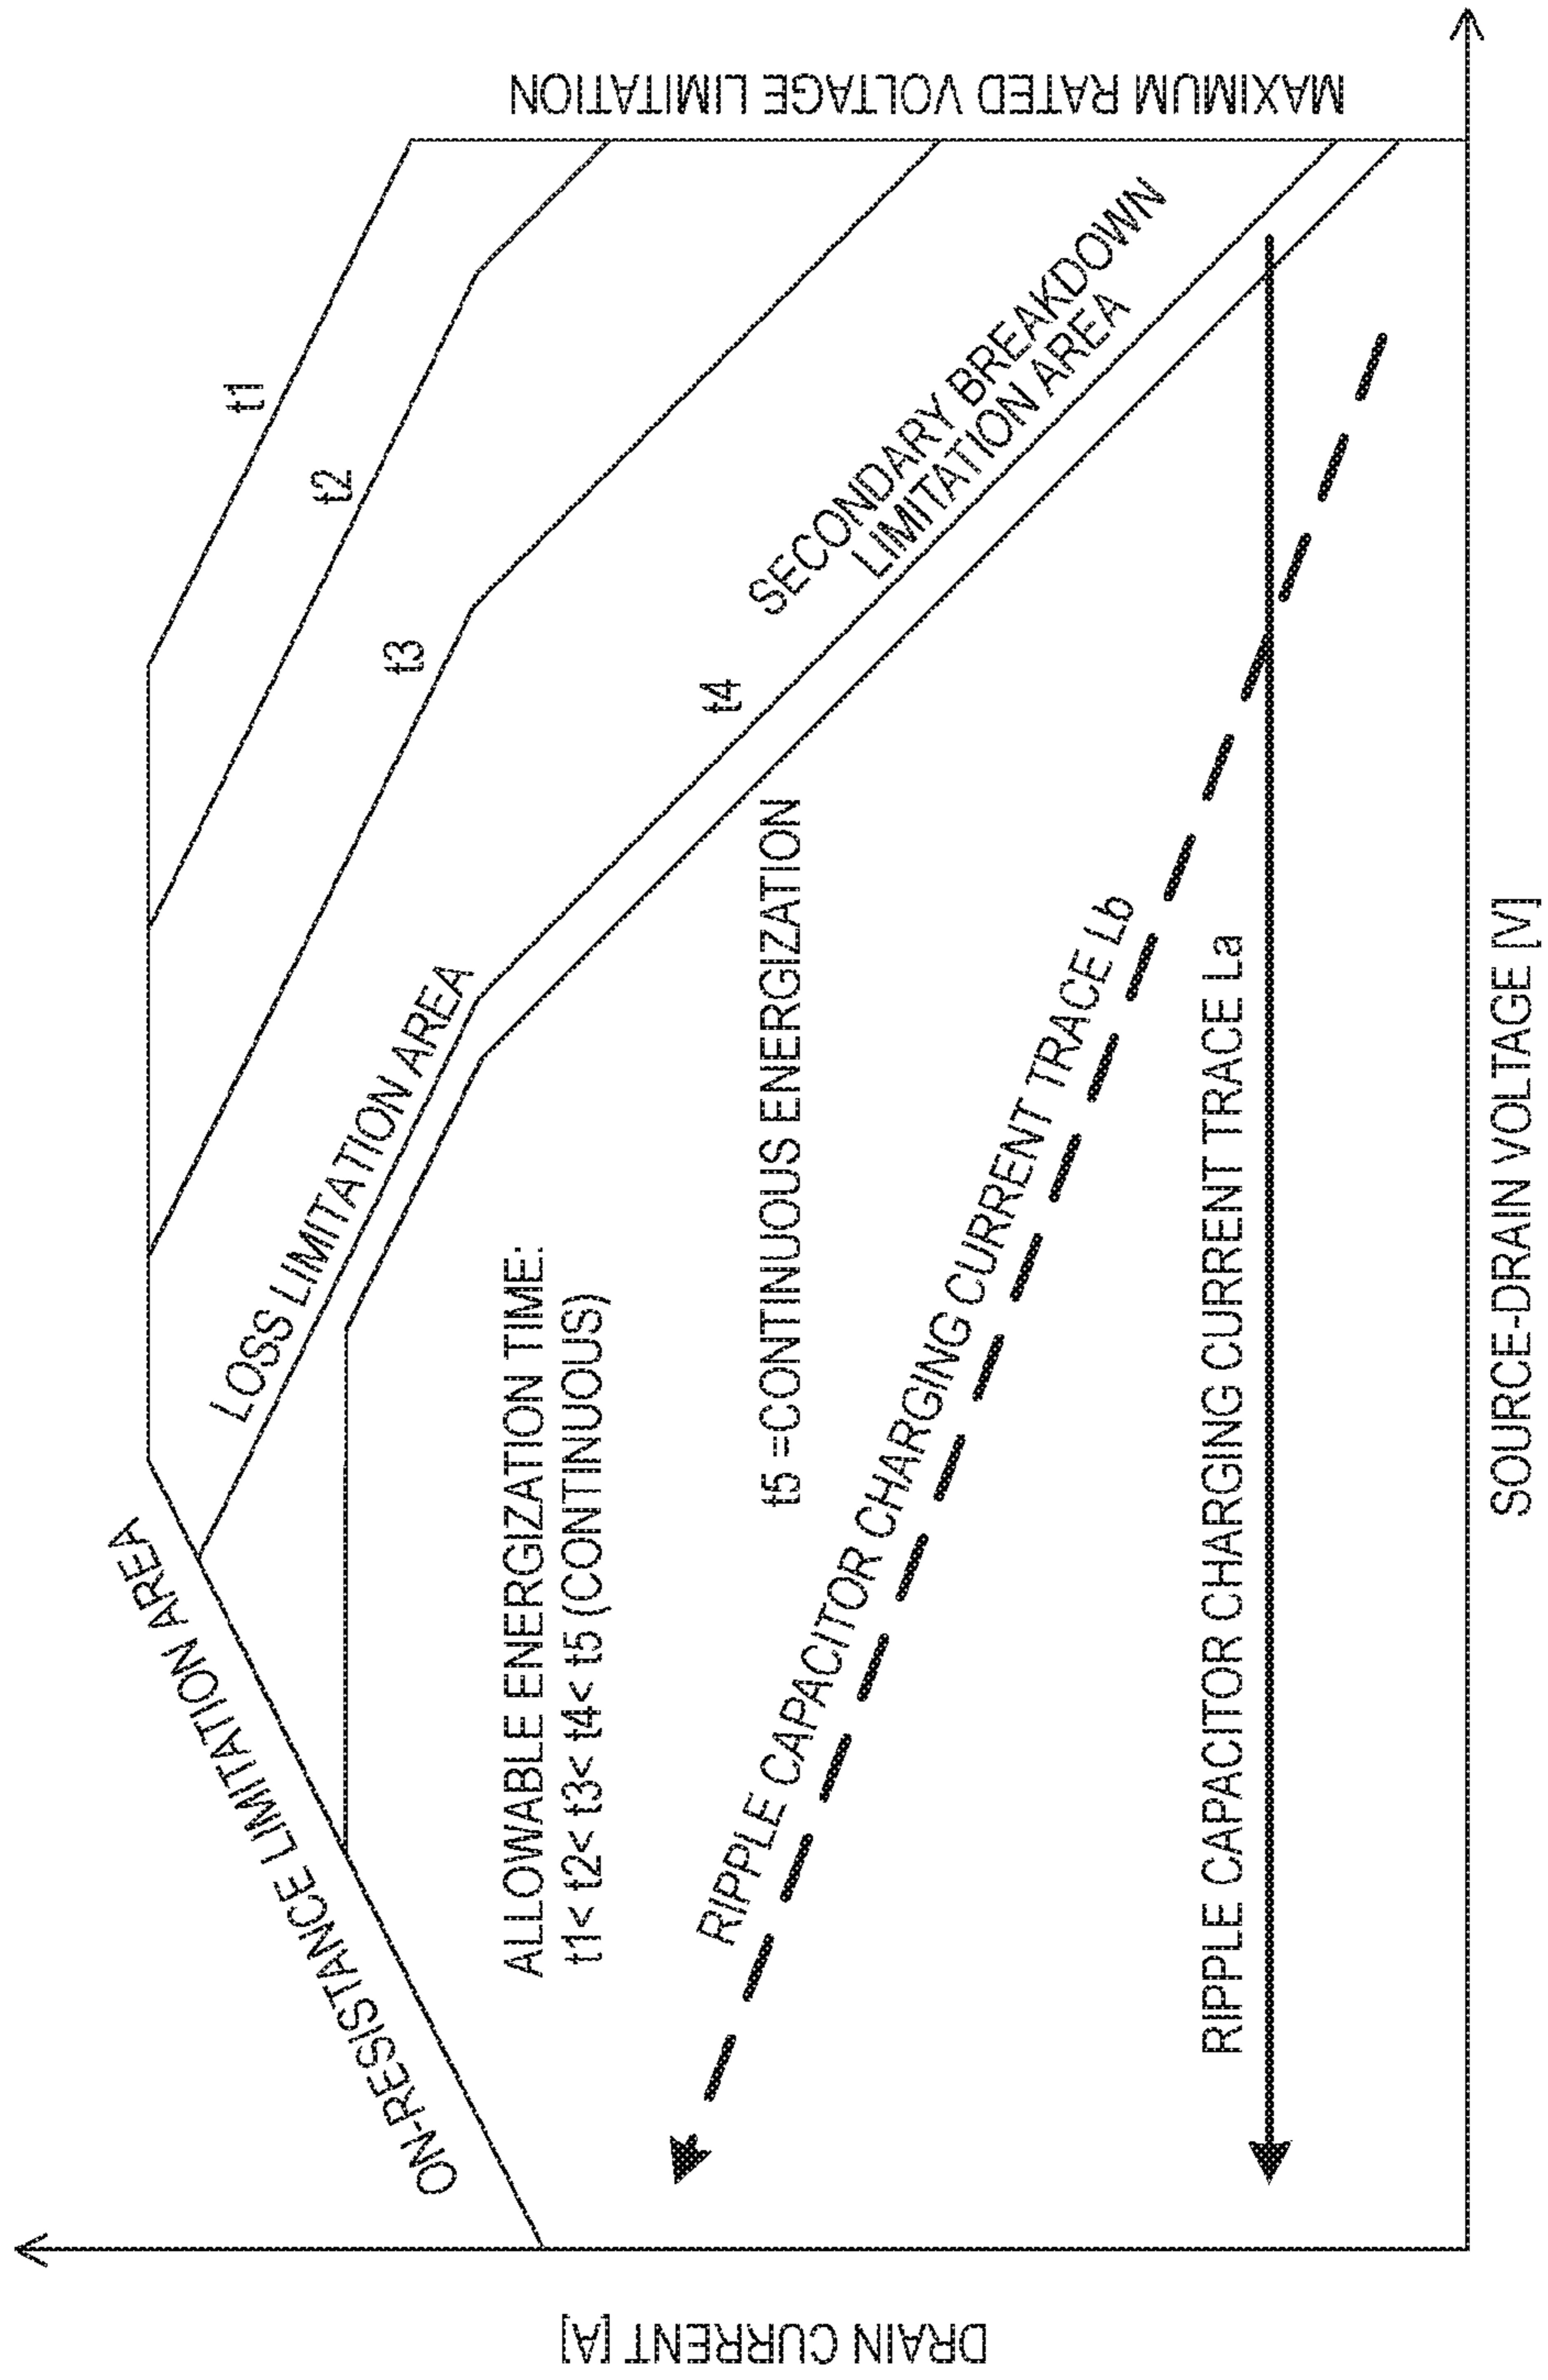 DRAIN CURRENT [A]
ON-RESISTANCE LIMITATION AREA
LOSS LIMITATION AREA
t1
t2
t3
t4
SECONDARY BREAKDOWN
LIMITATION AREA
MAXIMUM RATED VOLTAGE LIMITATION
ALLOWABLE ENERGIZATION TIME:
t1< t2< t3< t4< t5 (CONTINUOUS)
t5 =CONTINUOUS ENERGIZATION
RIPPLE CAPACITOR CHARGING CURRENT TRACE Lb
RIPPLE CAPACITOR CHARGING CURRENT TRACE La
SOURCE-DRAIN VOLTAGE [V]